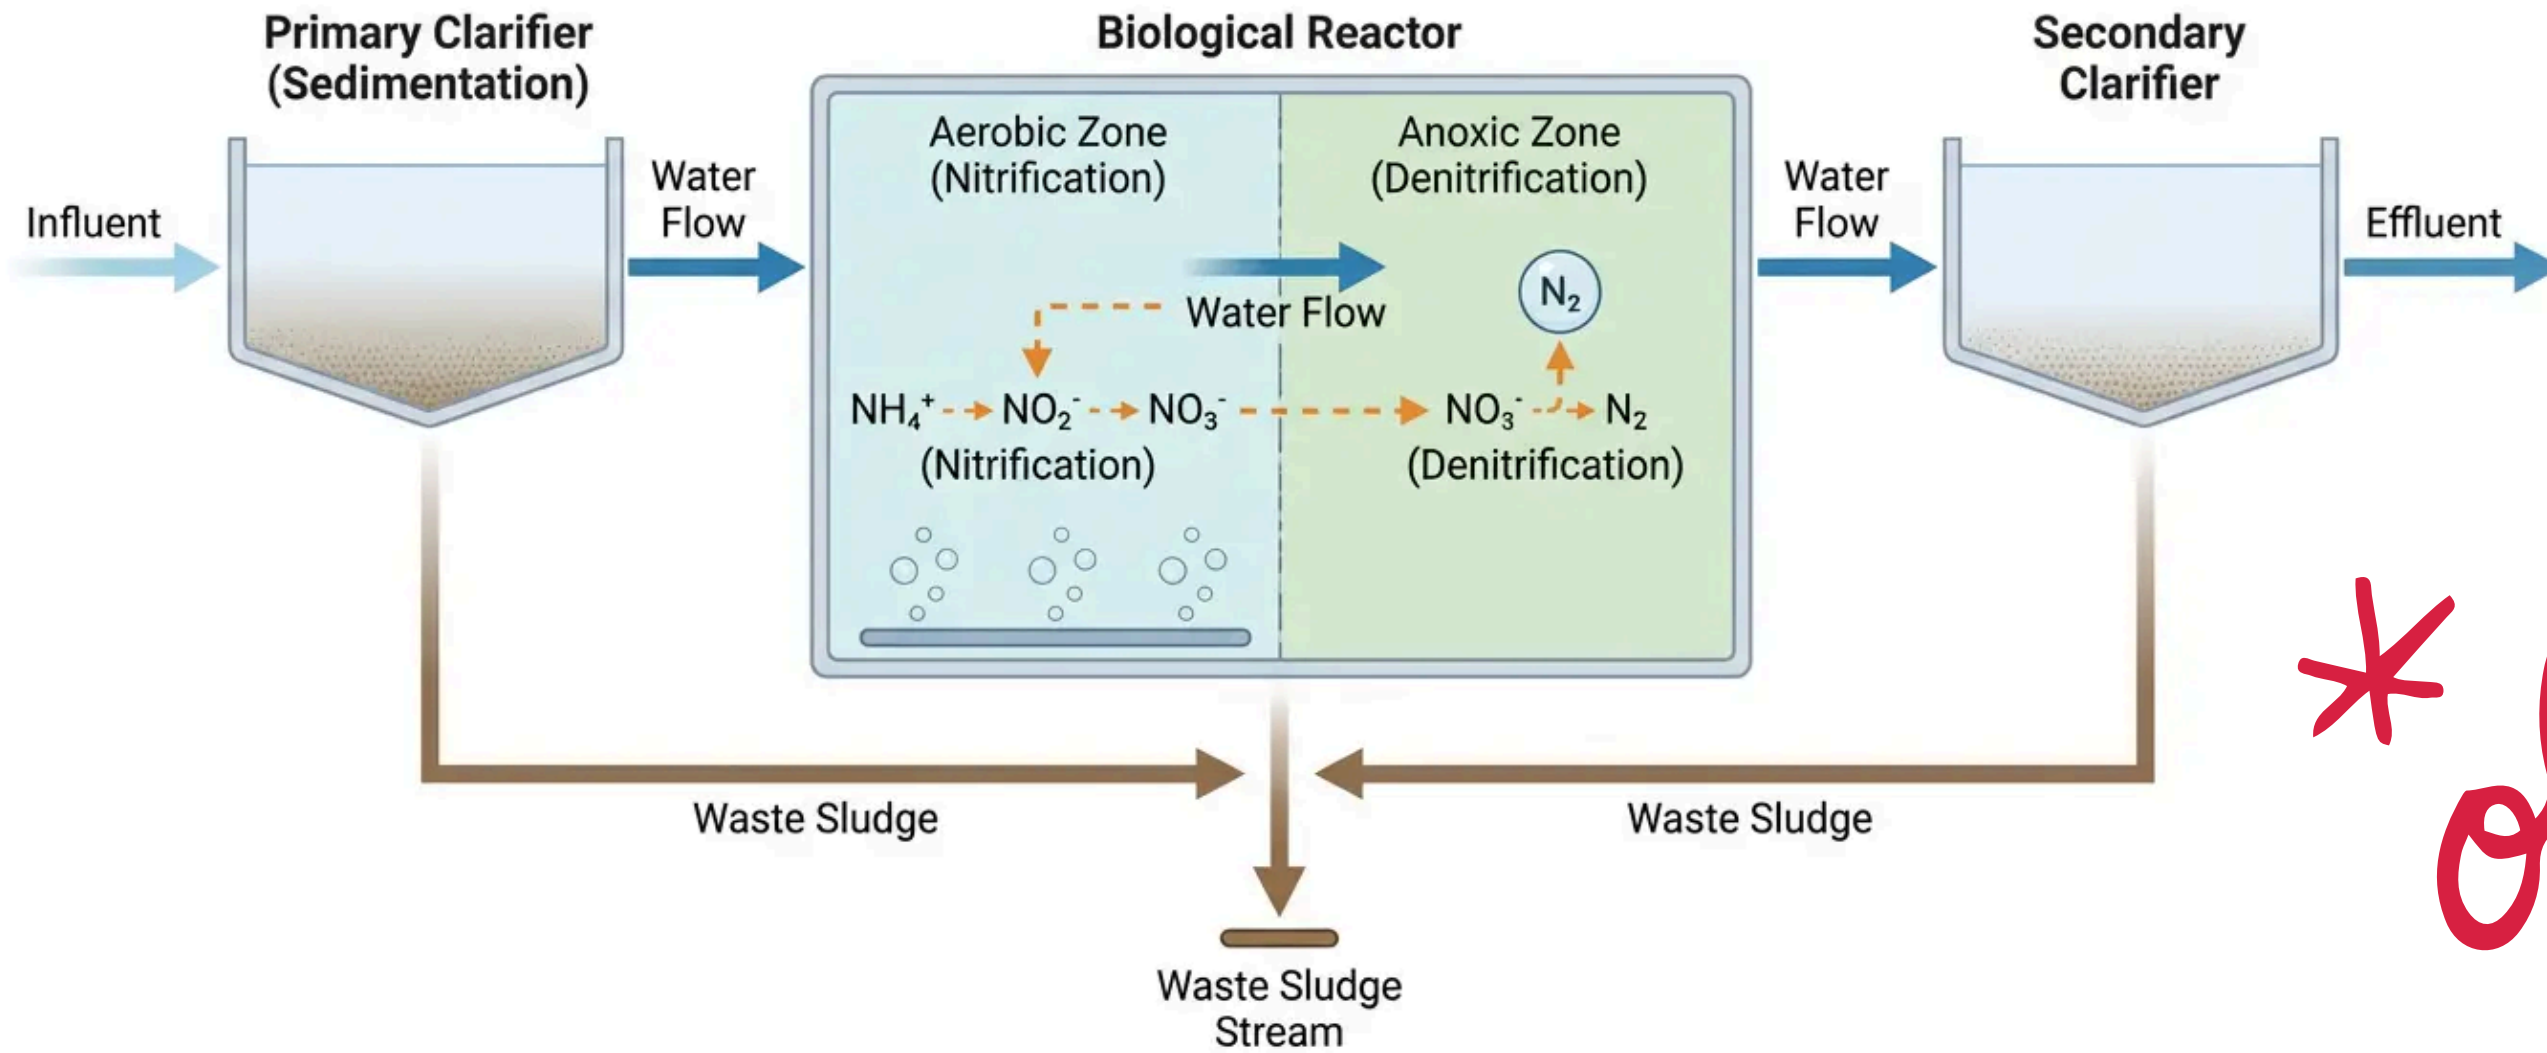 Primary Clarifier
(Sedimentation)
Biological Reactor
Secondary
Clarifier
Influent
Water
Flow
Aerobic Zone
(Nitrification)
Anoxic Zone
(Denitrification)
Water
Flow
Effluent
Water Flow
N₂
NH₄⁺ NO₂⁻ NO₃⁻ NO₃⁻ N₂
(Nitrification)
(Denitrification)
Waste Sludge
Waste Sludge
Waste Sludge
Stream